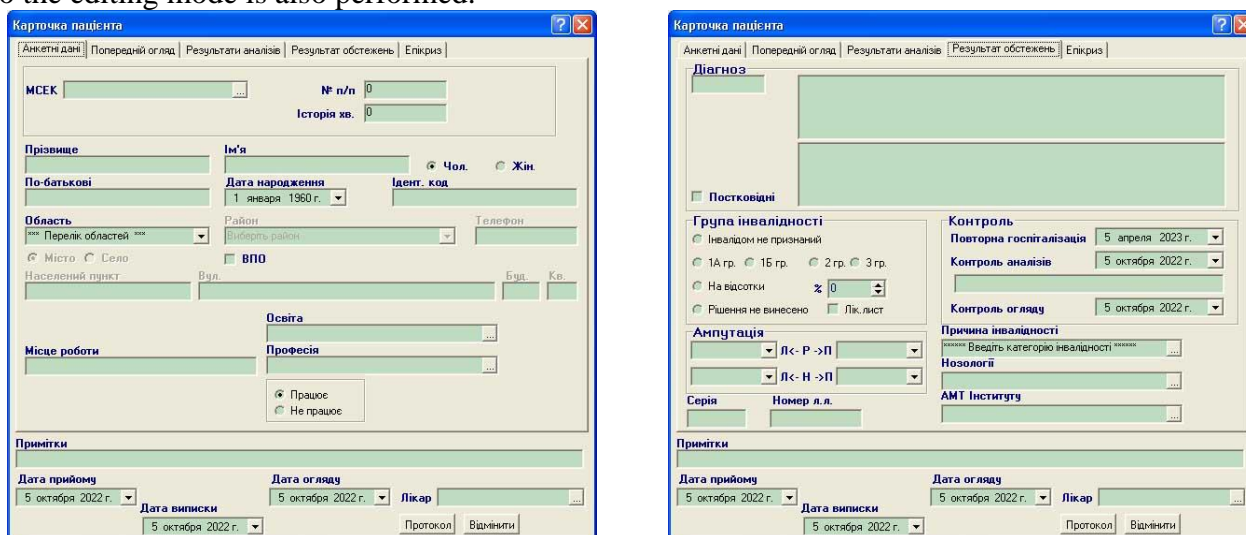 o the editing mode is also performed.
Карточка пацієнта
Анкетні дані Попередній огляд Результати аналізів Результат обстежень Епікриз
МСЕК ... № п/п 0
Історія хв. 0
Прізвище Ім'я Чол. Жін.
По-батькові Дата народження Ідент. код
1 января 1960 г.
Область Район Телефон
*** Перелік областей *** Виберіть район
Місто Село ВПО
Населений пункт Вул. Буд. Кв.
Освіта
...
Місце роботи Професія
...
Працює
Не працює
Примітки
Дата прийому Дата огляду
5 октября 2022 г. 5 октября 2022 г. Лікар ...
Дата виписки
5 октября 2022 г. Протокол Відмінити
Карточка пацієнта
Анкетні дані Попередній огляд Результати аналізів Результат обстежень Епікриз
Діагноз
Постковідні
Група інвалідності
Інвалідом не признаний
1А гр. 1Б гр. 2 гр. 3 гр.
На відсотки % 0
Рішення не винесено Лік.лист
Контроль
Повторна госпіталізація 5 апреля 2023 г.
Контроль аналізів 5 октября 2022 г.
Контроль огляду 5 октября 2022 г.
Ампутація
Л<- Р ->П
Л<- Н ->П
Серія Номер л.л.
Причина інвалідності
****** Введіть категорію інвалідності ****** ...
Нозології
...
АМТ Інституту
...
Примітки
Дата прийому Дата огляду
5 октября 2022 г. 5 октября 2022 г. Лікар ...
Дата виписки
5 октября 2022 г. Протокол Відмінити